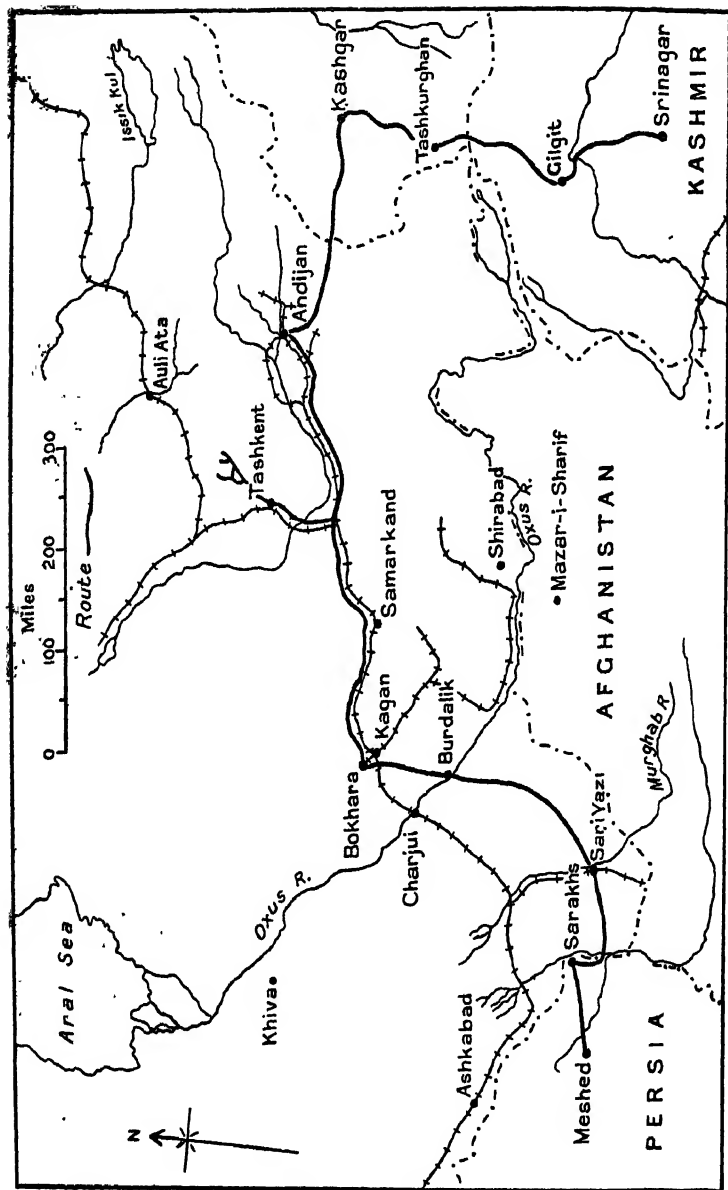 N
Aral Sea
Khiva
Oxus R.
Miles
0
50
100
200
300
Route
Auli Ata
Issik Kul
Tashkent
Andijan
Kashgar
Tashkurghan
Gilgit
Srinagar
KASHMIR
Bokhara
Kagan
Samarkand
Charjui
Burdalik
Shirabad
Oxus R.
Mazar-i-Sharif
AFGHANISTAN
Ashkabad
Meshed
Sarakhs
Sari Yazi
Murghab R
PERSIA